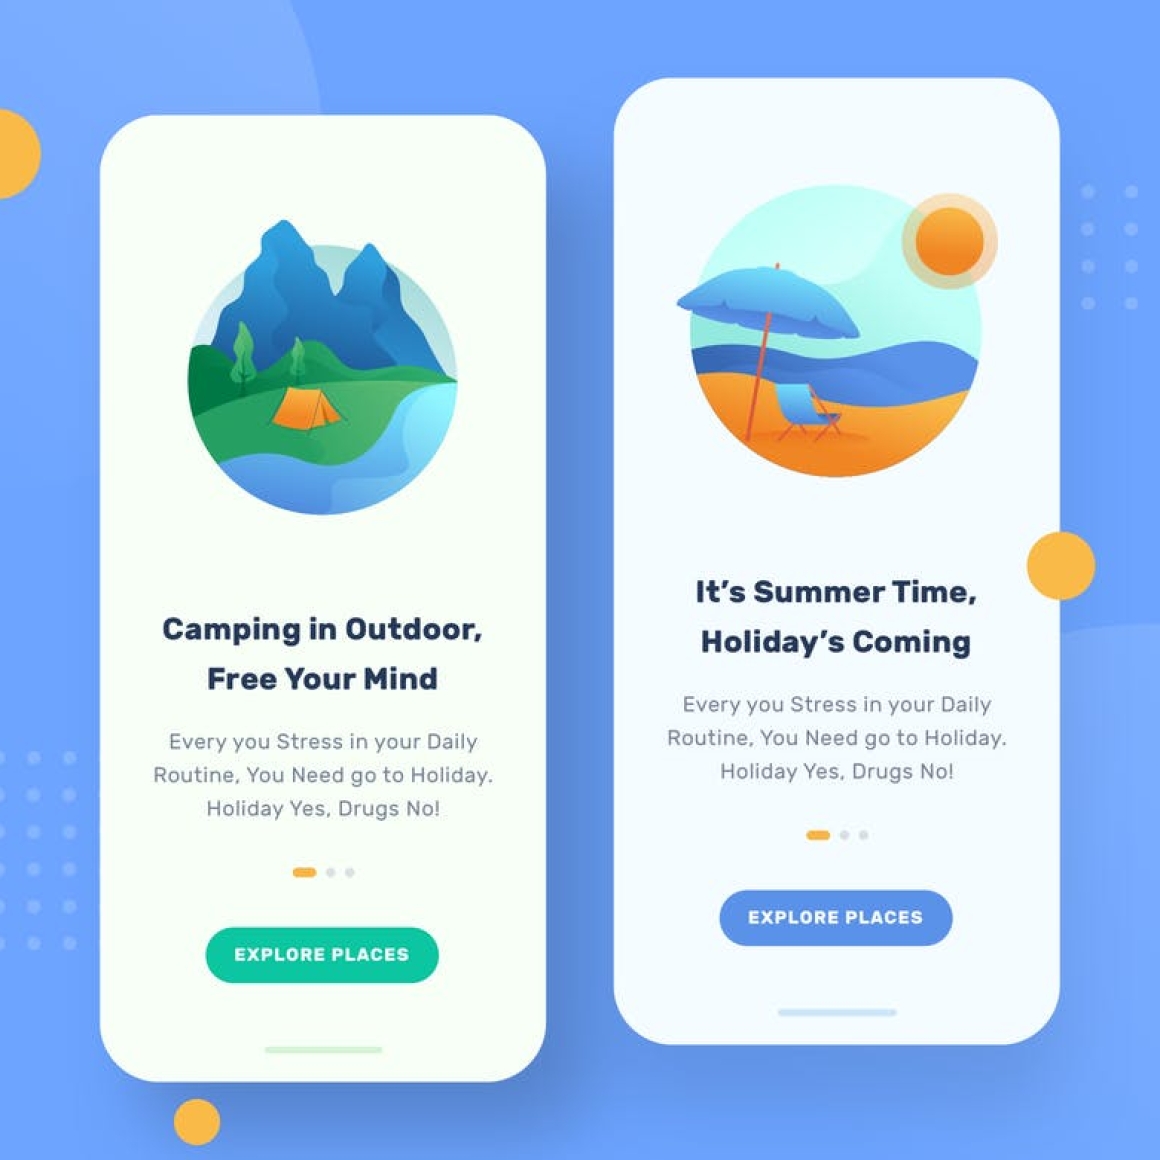 Camping in Outdoor,
Free Your Mind
Every you Stress in your Daily
Routine, You Need go to Holiday.
Holiday Yes, Drugs No!
EXPLORE PLACES
It’s Summer Time,
Holiday’s Coming
Every you Stress in your Daily
Routine, You Need go to Holiday.
Holiday Yes, Drugs No!
EXPLORE PLACES